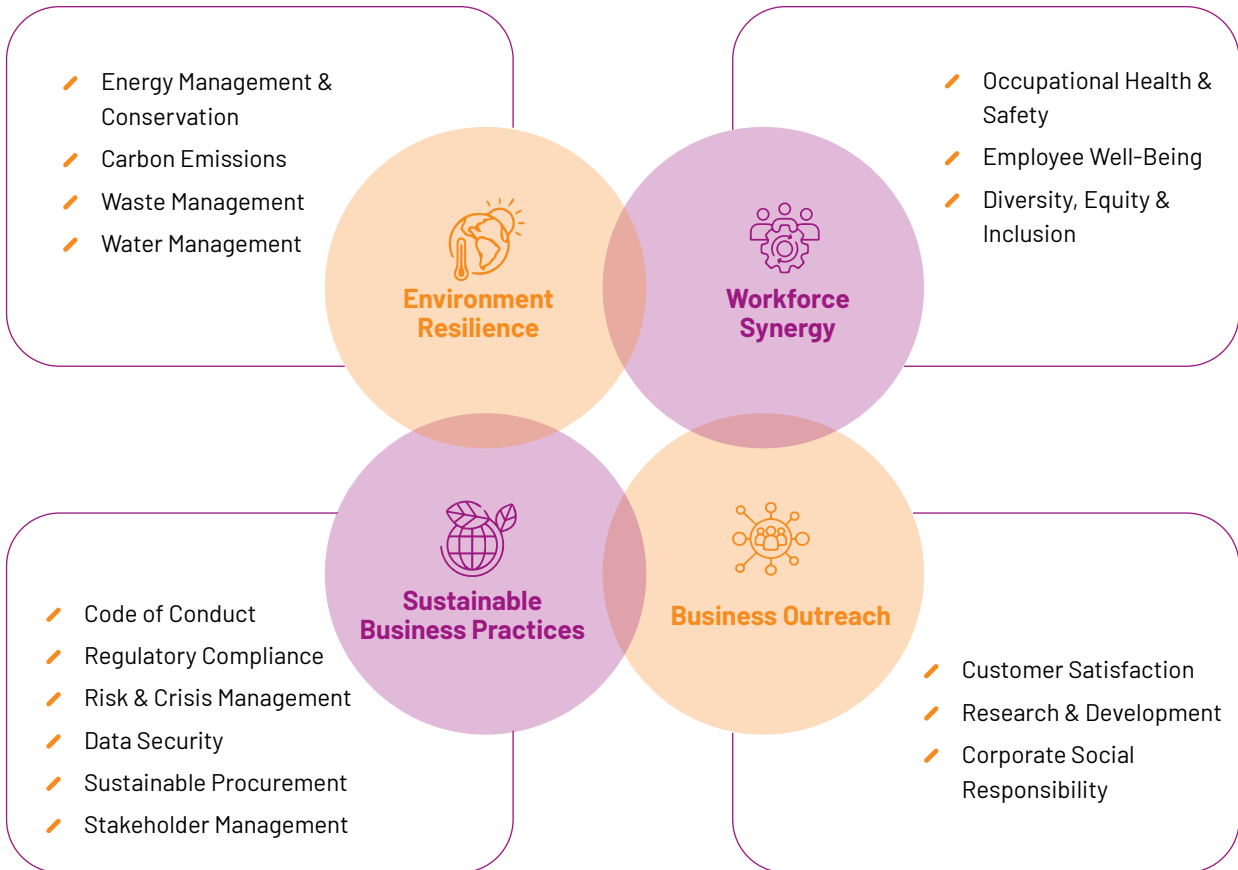 Energy Management &
Conservation
Carbon Emissions
Waste Management
Water Management
Environment
Resilience
Occupational Health &
Safety
Employee Well-Being
Diversity, Equity &
Inclusion
Workforce
Synergy
Code of Conduct
Regulatory Compliance
Risk & Crisis Management
Data Security
Sustainable Procurement
Stakeholder Management
Sustainable
Business Practices
Business Outreach
Customer Satisfaction
Research & Development
Corporate Social
Responsibility